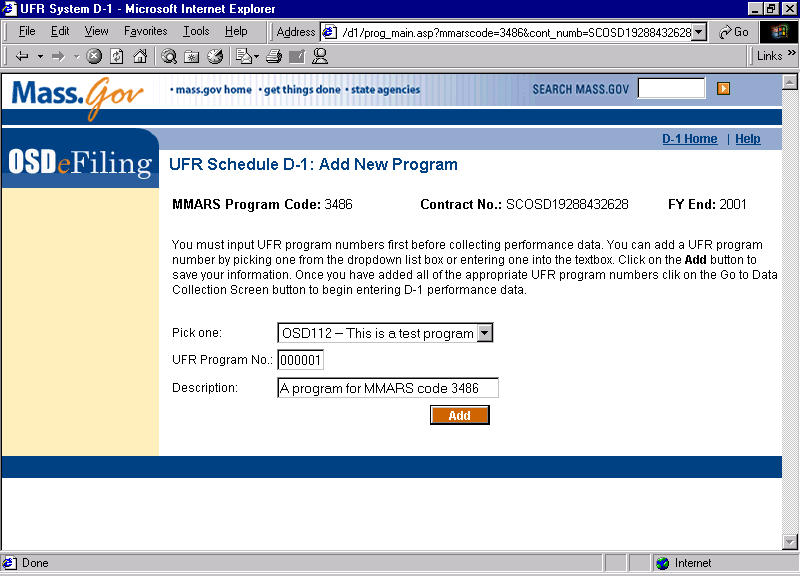 UFR System D-1 - Microsoft Internet Explorer
File Edit View Favorites Tools Help Address /d1/prog_main.asp?mmarscode=3486&cont_numb=SCOSD19288432628 Go
Links »
Mass.Gov • mass.gov home • get things done • state agencies SEARCH MASS.GOV
D-1 Home | Help
OSDeFiling
UFR Schedule D-1: Add New Program
MMARS Program Code: 3486 Contract No.: SCOSD19288432628 FY End: 2001
You must input UFR program numbers first before collecting performance data. You can add a UFR program
number by picking one from the dropdown list box or entering one into the textbox. Click on the Add button to
save your information. Once you have added all of the appropriate UFR program numbers clik on the Go to Data
Collection Screen button to begin entering D-1 performance data.
Pick one: OSD112 – This is a test program
UFR Program No.: 000001
Description: A program for MMARS code 3486
Add
Done Internet